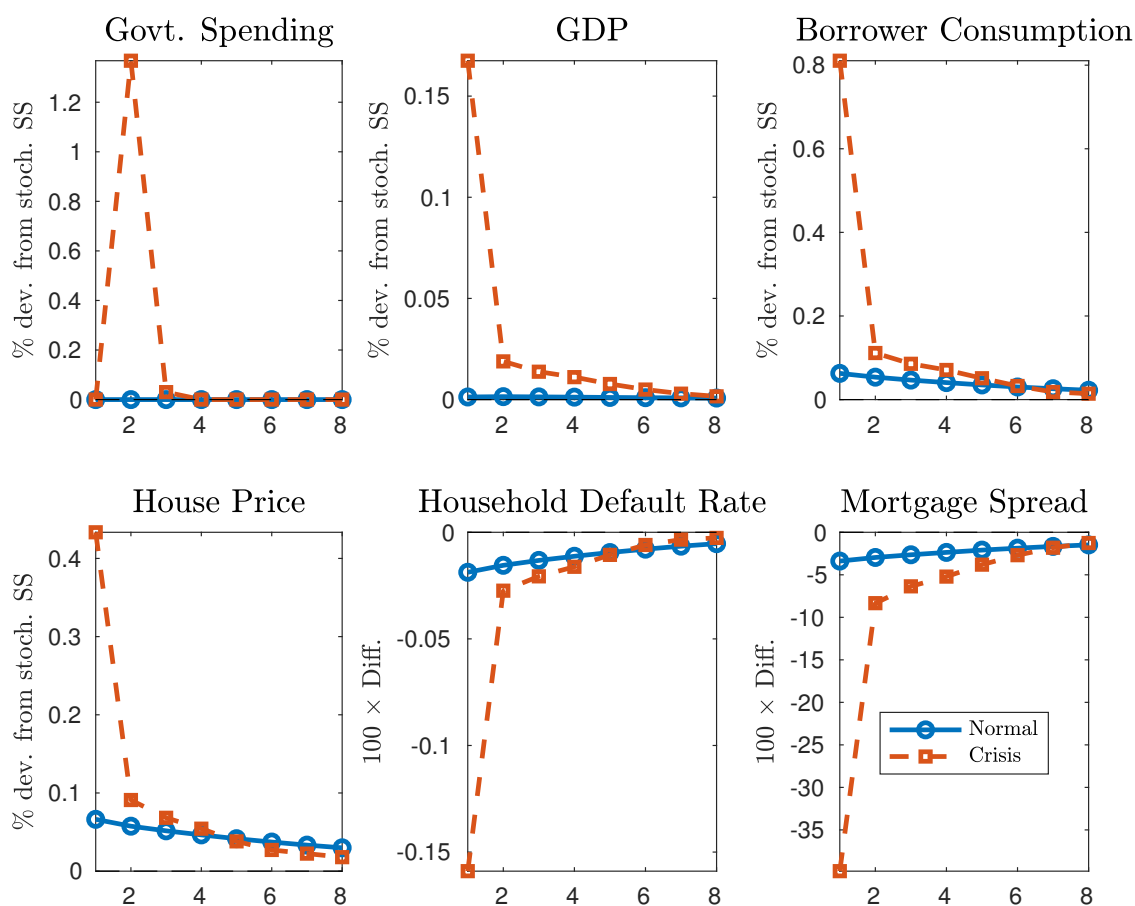 Govt. Spending
% dev. from stoch. SS
1.2
1
0.8
0.6
0.4
0.2
0
2 4 6 8
GDP
% dev. from stoch. SS
0.15
0.1
0.05
0
2 4 6 8
Borrower Consumption
% dev. from stoch. SS
0.8
0.6
0.4
0.2
0
2 4 6 8
House Price
% dev. from stoch. SS
0.4
0.3
0.2
0.1
0
2 4 6 8
Household Default Rate
100 × Diff.
0
-0.05
-0.1
-0.15
2 4 6 8
Mortgage Spread
100 × Diff.
0
-5
-10
-15
-20
-25
-30
-35
2 4 6 8
Normal
Crisis